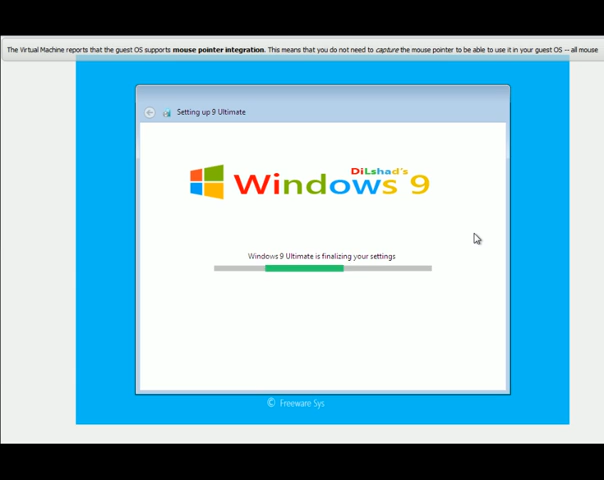 The Virtual Machine reports that the guest OS supports mouse pointer integration. This means that you do not need to capture the mouse pointer to be able to use it in your guest OS -- all mouse
Setting up 9 Ultimate
DiLshad's
Windows 9
Windows 9 Ultimate is finalizing your settings
© Freeware Sys